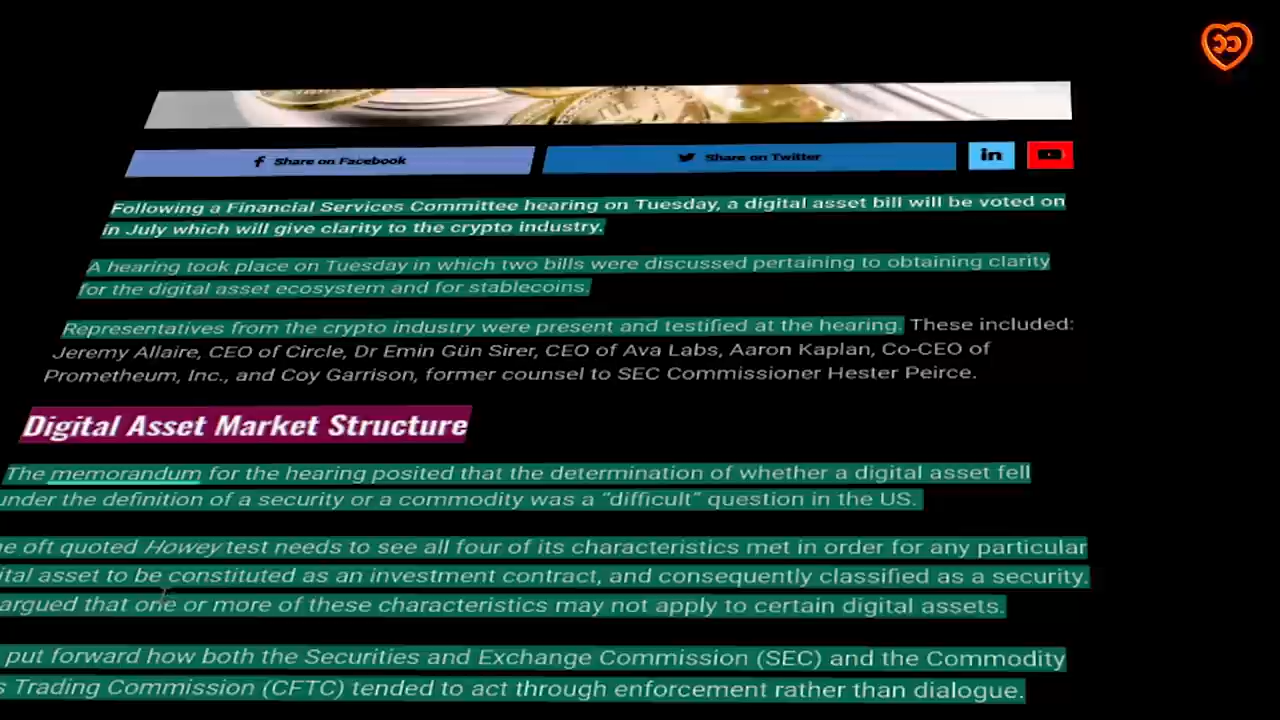 Share on Facebook
Share on Twitter
in
Following a Financial Services Committee hearing on Tuesday, a digital asset bill will be voted on
in July which will give clarity to the crypto industry.
A hearing took place on Tuesday in which two bills were discussed pertaining to obtaining clarity
for the digital asset ecosystem and for stablecoins.
Representatives from the crypto industry were present and testified at the hearing. These included:
Jeremy Allaire, CEO of Circle, Dr Emin Gün Sirer, CEO of Ava Labs, Aaron Kaplan, Co-CEO of
Prometheum, Inc., and Coy Garrison, former counsel to SEC Commissioner Hester Peirce.
Digital Asset Market Structure
The memorandum for the hearing posited that the determination of whether a digital asset fell
under the definition of a security or a commodity was a “difficult” question in the US.
oft quoted Howey test needs to see all four of its characteristics met in order for any particular
asset to be constituted as an investment contract, and consequently classified as a security.
argued that one or more of these characteristics may not apply to certain digital assets.
put forward how both the Securities and Exchange Commission (SEC) and the Commodity
Trading Commission (CFTC) tended to act through enforcement rather than dialogue.